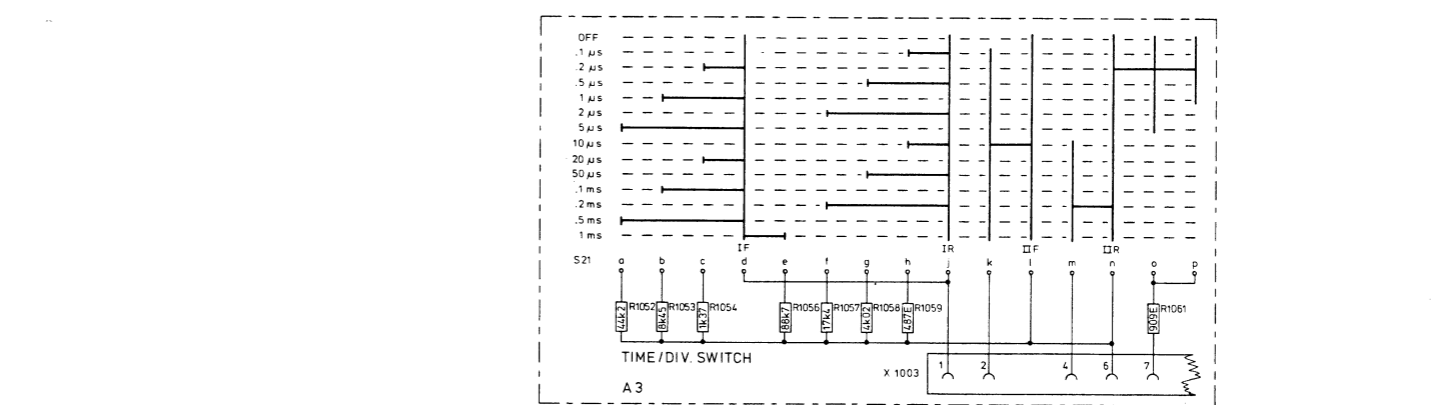 OFF
.1 µs
.2 µs
.5 µs
1 µs
2 µs
5 µs
10 µs
20 µs
50 µs
.1 ms
.2 ms
.5 ms
1 ms
IF IR IIF IIR
S21 a b c d e f g h j k l m n o p
44k2 R1052 8k45 R1053 1k37 R1054 88k7 R1056 17k4 R1057 4k02 R1058 487E R1059 909E R1061
TIME/DIV. SWITCH
X 1003 1 2 4 6 7
A3